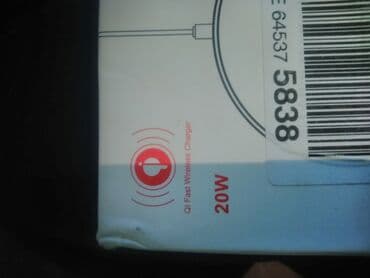 E 64537 5838
QI Fast Wireless Charger
20W